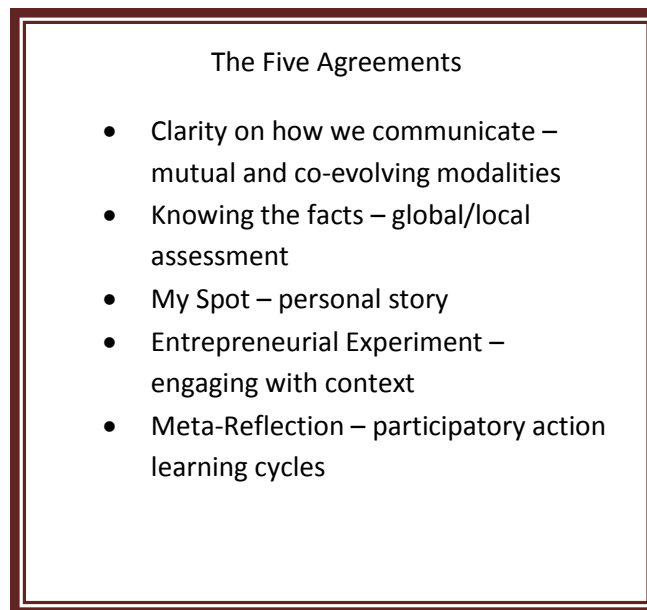 The Five Agreements
• Clarity on how we communicate –
mutual and co-evolving modalities
• Knowing the facts – global/local
assessment
• My Spot – personal story
• Entrepreneurial Experiment –
engaging with context
• Meta-Reflection – participatory action
learning cycles